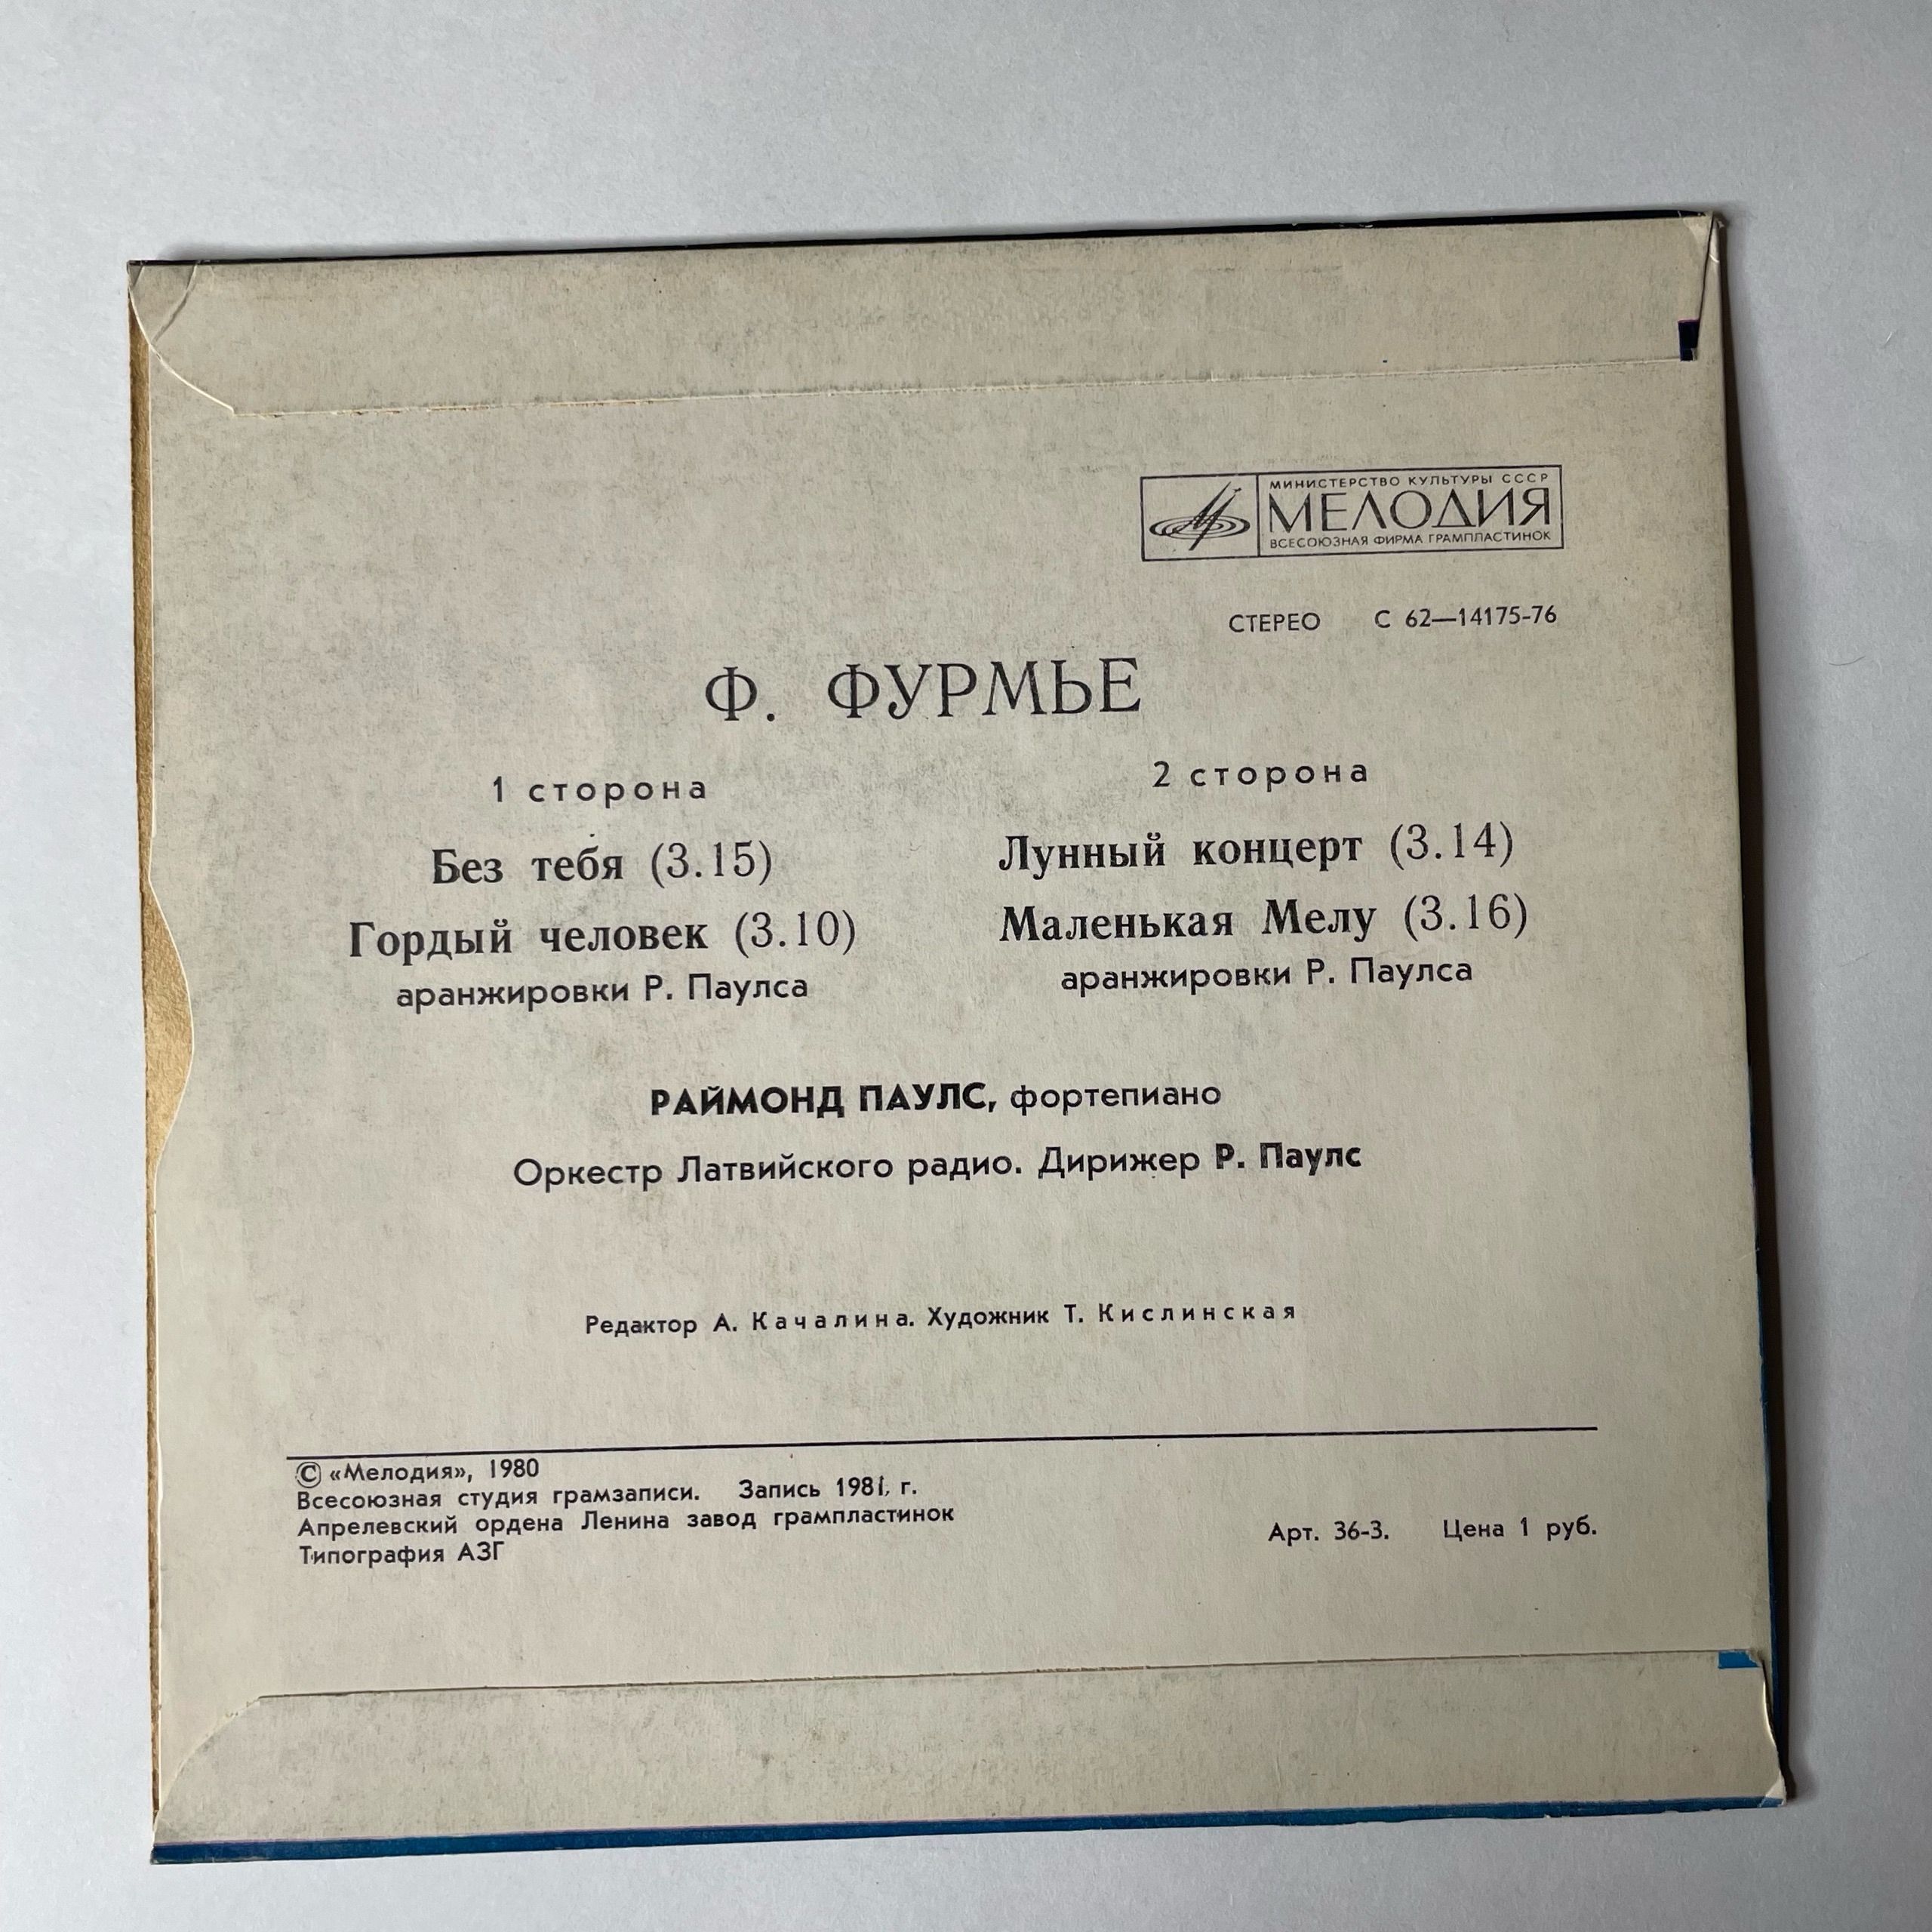 МИНИСТЕРСТВО КУЛЬТУРЫ СССР
МЕЛОДИЯ
ВСЕСОЮЗНАЯ ФИРМА ГРАМПЛАСТИНОК
СТЕРЕО С 62—14175-76
Ф. ФУРМЬЕ
1 сторона
Без тебя (3.15)
Гордый человек (3.10)
аранжировки Р. Паулса
2 сторона
Лунный концерт (3.14)
Маленькая Мелу (3.16)
аранжировки Р. Паулса
РАЙМОНД ПАУЛС, фортепиано
Оркестр Латвийского радио. Дирижер Р. Паулс
Редактор А. Качалина. Художник Т. Кислинская
© «Мелодия», 1980
Всесоюзная студия грамзаписи. Запись 1981, г.
Апрелевский ордена Ленина завод грампластинок
Типография АЗГ
Арт. 36-3. Цена 1 руб.